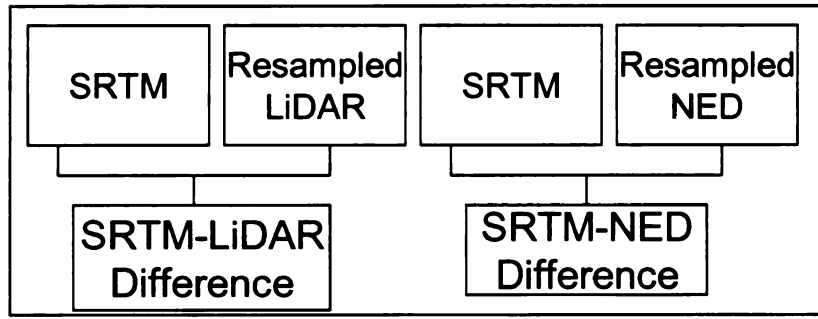 SRTM
Resampled
LiDAR
SRTM
Resampled
NED
SRTM-LiDAR
Difference
SRTM-NED
Difference